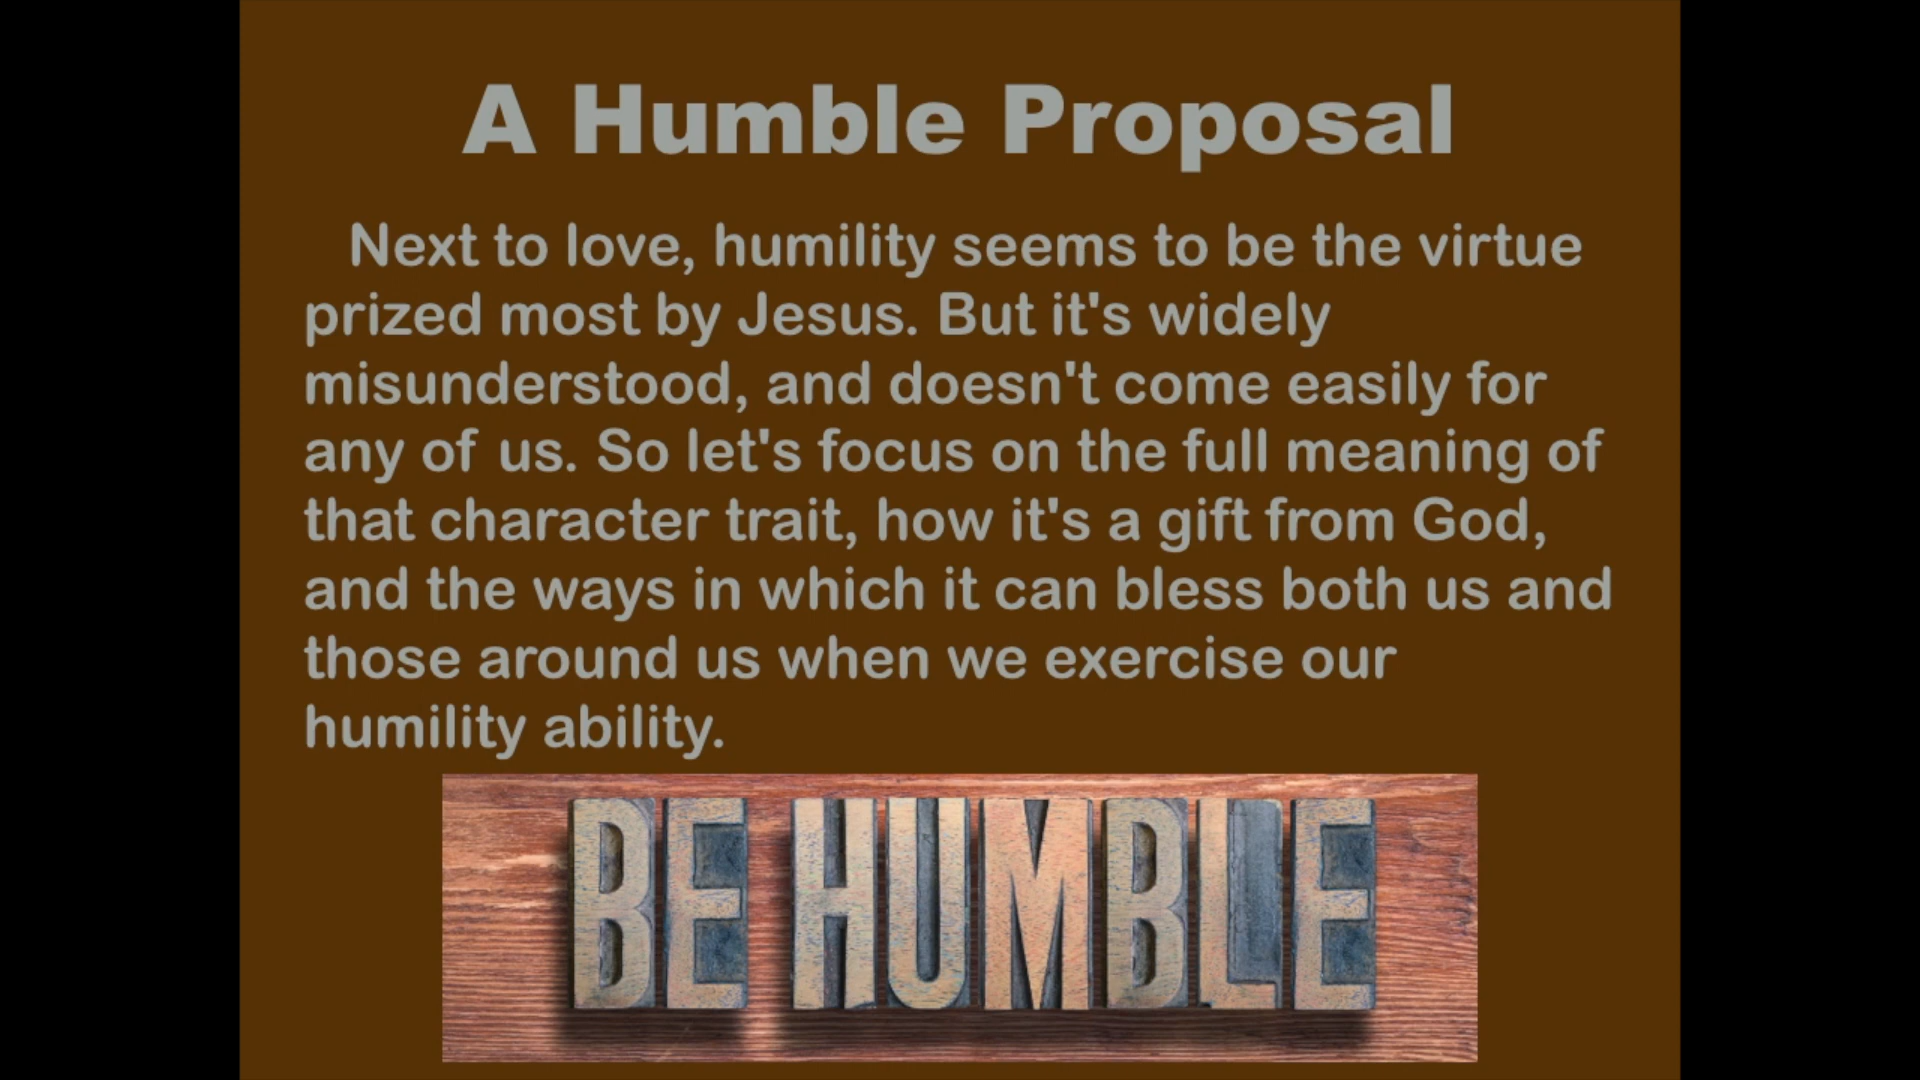 A Humble Proposal
Next to love, humility seems to be the virtue
prized most by Jesus. But it's widely
misunderstood, and doesn't come easily for
any of us. So let's focus on the full meaning of
that character trait, how it's a gift from God,
and the ways in which it can bless both us and
those around us when we exercise our
humility ability.
BE HUMBLE